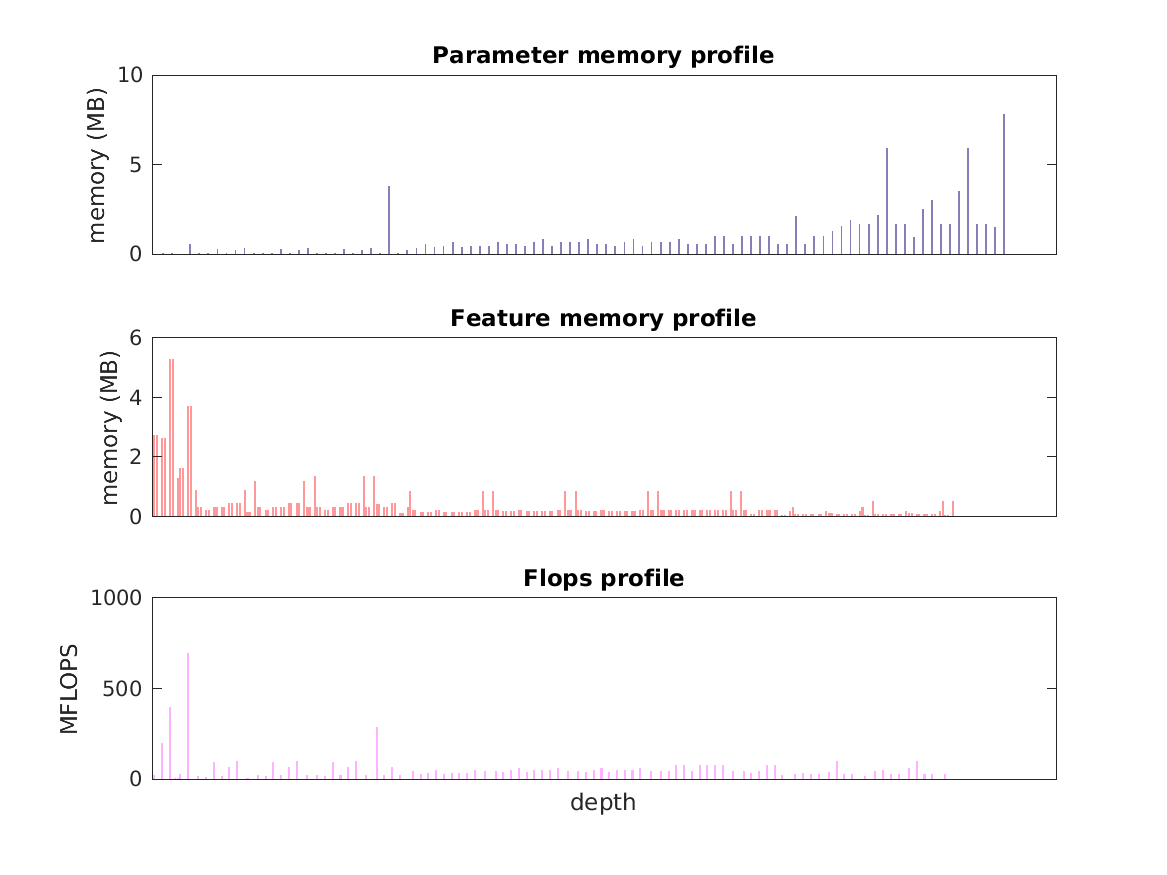 Parameter memory profile
10
5
0
memory (MB)
Feature memory profile
6
4
2
0
memory (MB)
Flops profile
1000
500
0
MFLOPS
depth